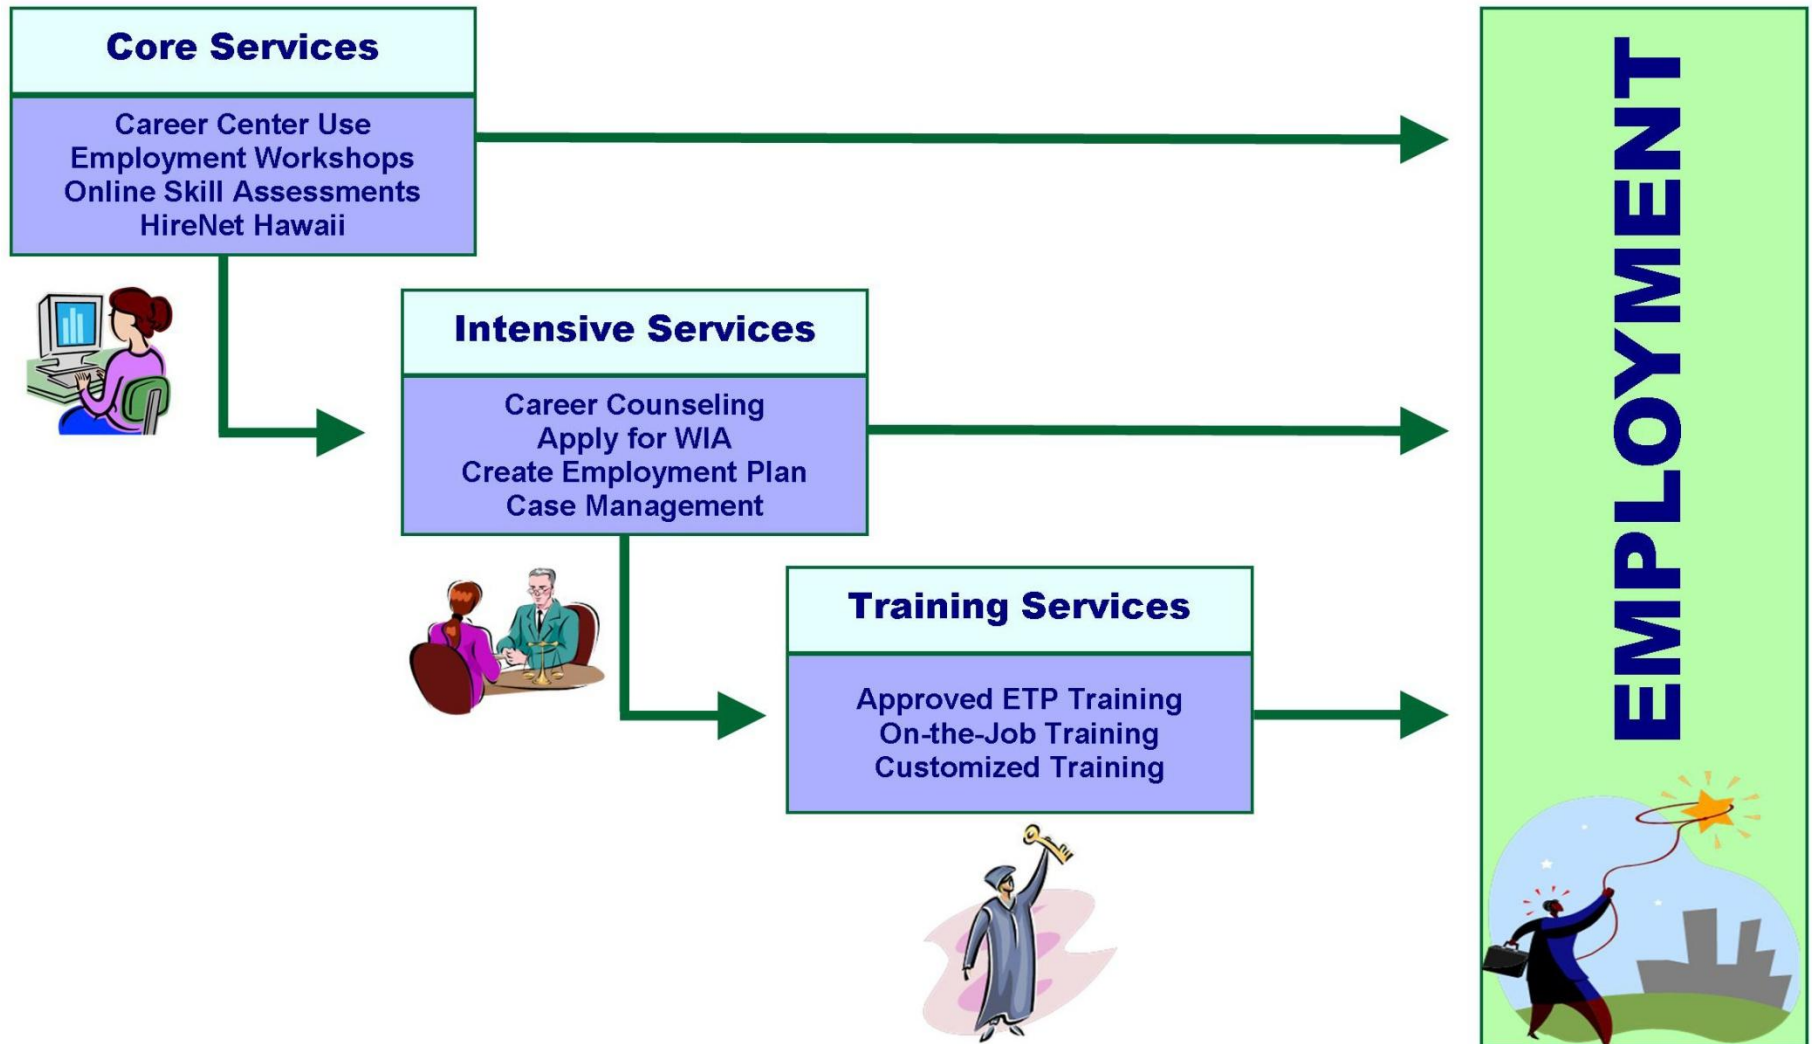 Core Services
Career Center Use
Employment Workshops
Online Skill Assessments
HireNet Hawaii
Intensive Services
Career Counseling
Apply for WIA
Create Employment Plan
Case Management
Training Services
Approved ETP Training
On-the-Job Training
Customized Training
EMPLOYMENT